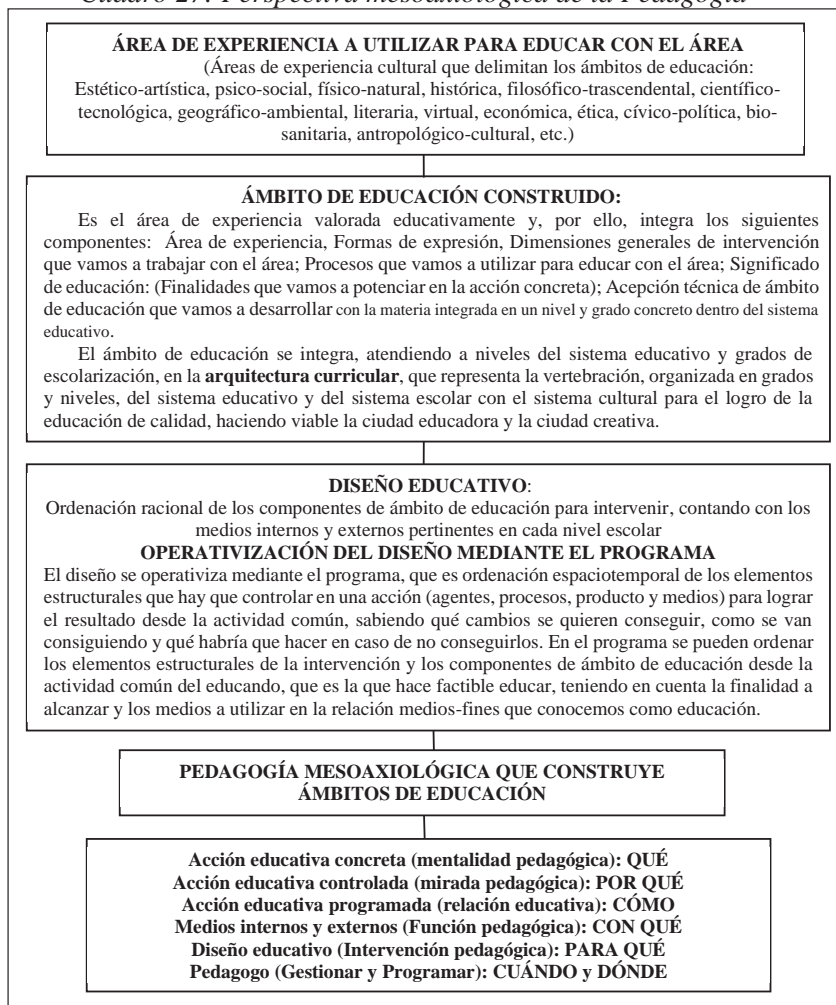 Cuadro 27: Perspectiva mesoaxiológica de la Pedagogía
ÁREA DE EXPERIENCIA A UTILIZAR PARA EDUCAR CON EL ÁREA
(Áreas de experiencia cultural que delimitan los ámbitos de educación:
Estético-artística, psico-social, físico-natural, histórica, filosófico-trascendental, científico-
tecnológica, geográfico-ambiental, literaria, virtual, económica, ética, cívico-política, bio-
sanitaria, antropológico-cultural, etc.)
ÁMBITO DE EDUCACIÓN CONSTRUIDO:
Es el área de experiencia valorada educativamente y, por ello, integra los siguientes
componentes: Área de experiencia, Formas de expresión, Dimensiones generales de intervención
que vamos a trabajar con el área; Procesos que vamos a utilizar para educar con el área; Significado
de educación: (Finalidades que vamos a potenciar en la acción concreta); Acepción técnica de ámbito
de educación que vamos a desarrollar con la materia integrada en un nivel y grado concreto dentro del sistema
educativo.
El ámbito de educación se integra, atendiendo a niveles del sistema educativo y grados de
escolarización, en la arquitectura curricular, que representa la vertebración, organizada en grados
y niveles, del sistema educativo y del sistema escolar con el sistema cultural para el logro de la
educación de calidad, haciendo viable la ciudad educadora y la ciudad creativa.
DISEÑO EDUCATIVO:
Ordenación racional de los componentes de ámbito de educación para intervenir, contando con los
medios internos y externos pertinentes en cada nivel escolar
OPERATIVIZACIÓN DEL DISEÑO MEDIANTE EL PROGRAMA
El diseño se operativiza mediante el programa, que es ordenación espaciotemporal de los elementos
estructurales que hay que controlar en una acción (agentes, procesos, producto y medios) para lograr
el resultado desde la actividad común, sabiendo qué cambios se quieren conseguir, como se van
consiguiendo y qué habría que hacer en caso de no conseguirlos. En el programa se pueden ordenar
los elementos estructurales de la intervención y los componentes de ámbito de educación desde la
actividad común del educando, que es la que hace factible educar, teniendo en cuenta la finalidad a
alcanzar y los medios a utilizar en la relación medios-fines que conocemos como educación.
PEDAGOGÍA MESOAXIOLÓGICA QUE CONSTRUYE
ÁMBITOS DE EDUCACIÓN
Acción educativa concreta (mentalidad pedagógica): QUÉ
Acción educativa controlada (mirada pedagógica): POR QUÉ
Acción educativa programada (relación educativa): CÓMO
Medios internos y externos (Función pedagógica): CON QUÉ
Diseño educativo (Intervención pedagógica): PARA QUÉ
Pedagogo (Gestionar y Programar): CUÁNDO y DÓNDE